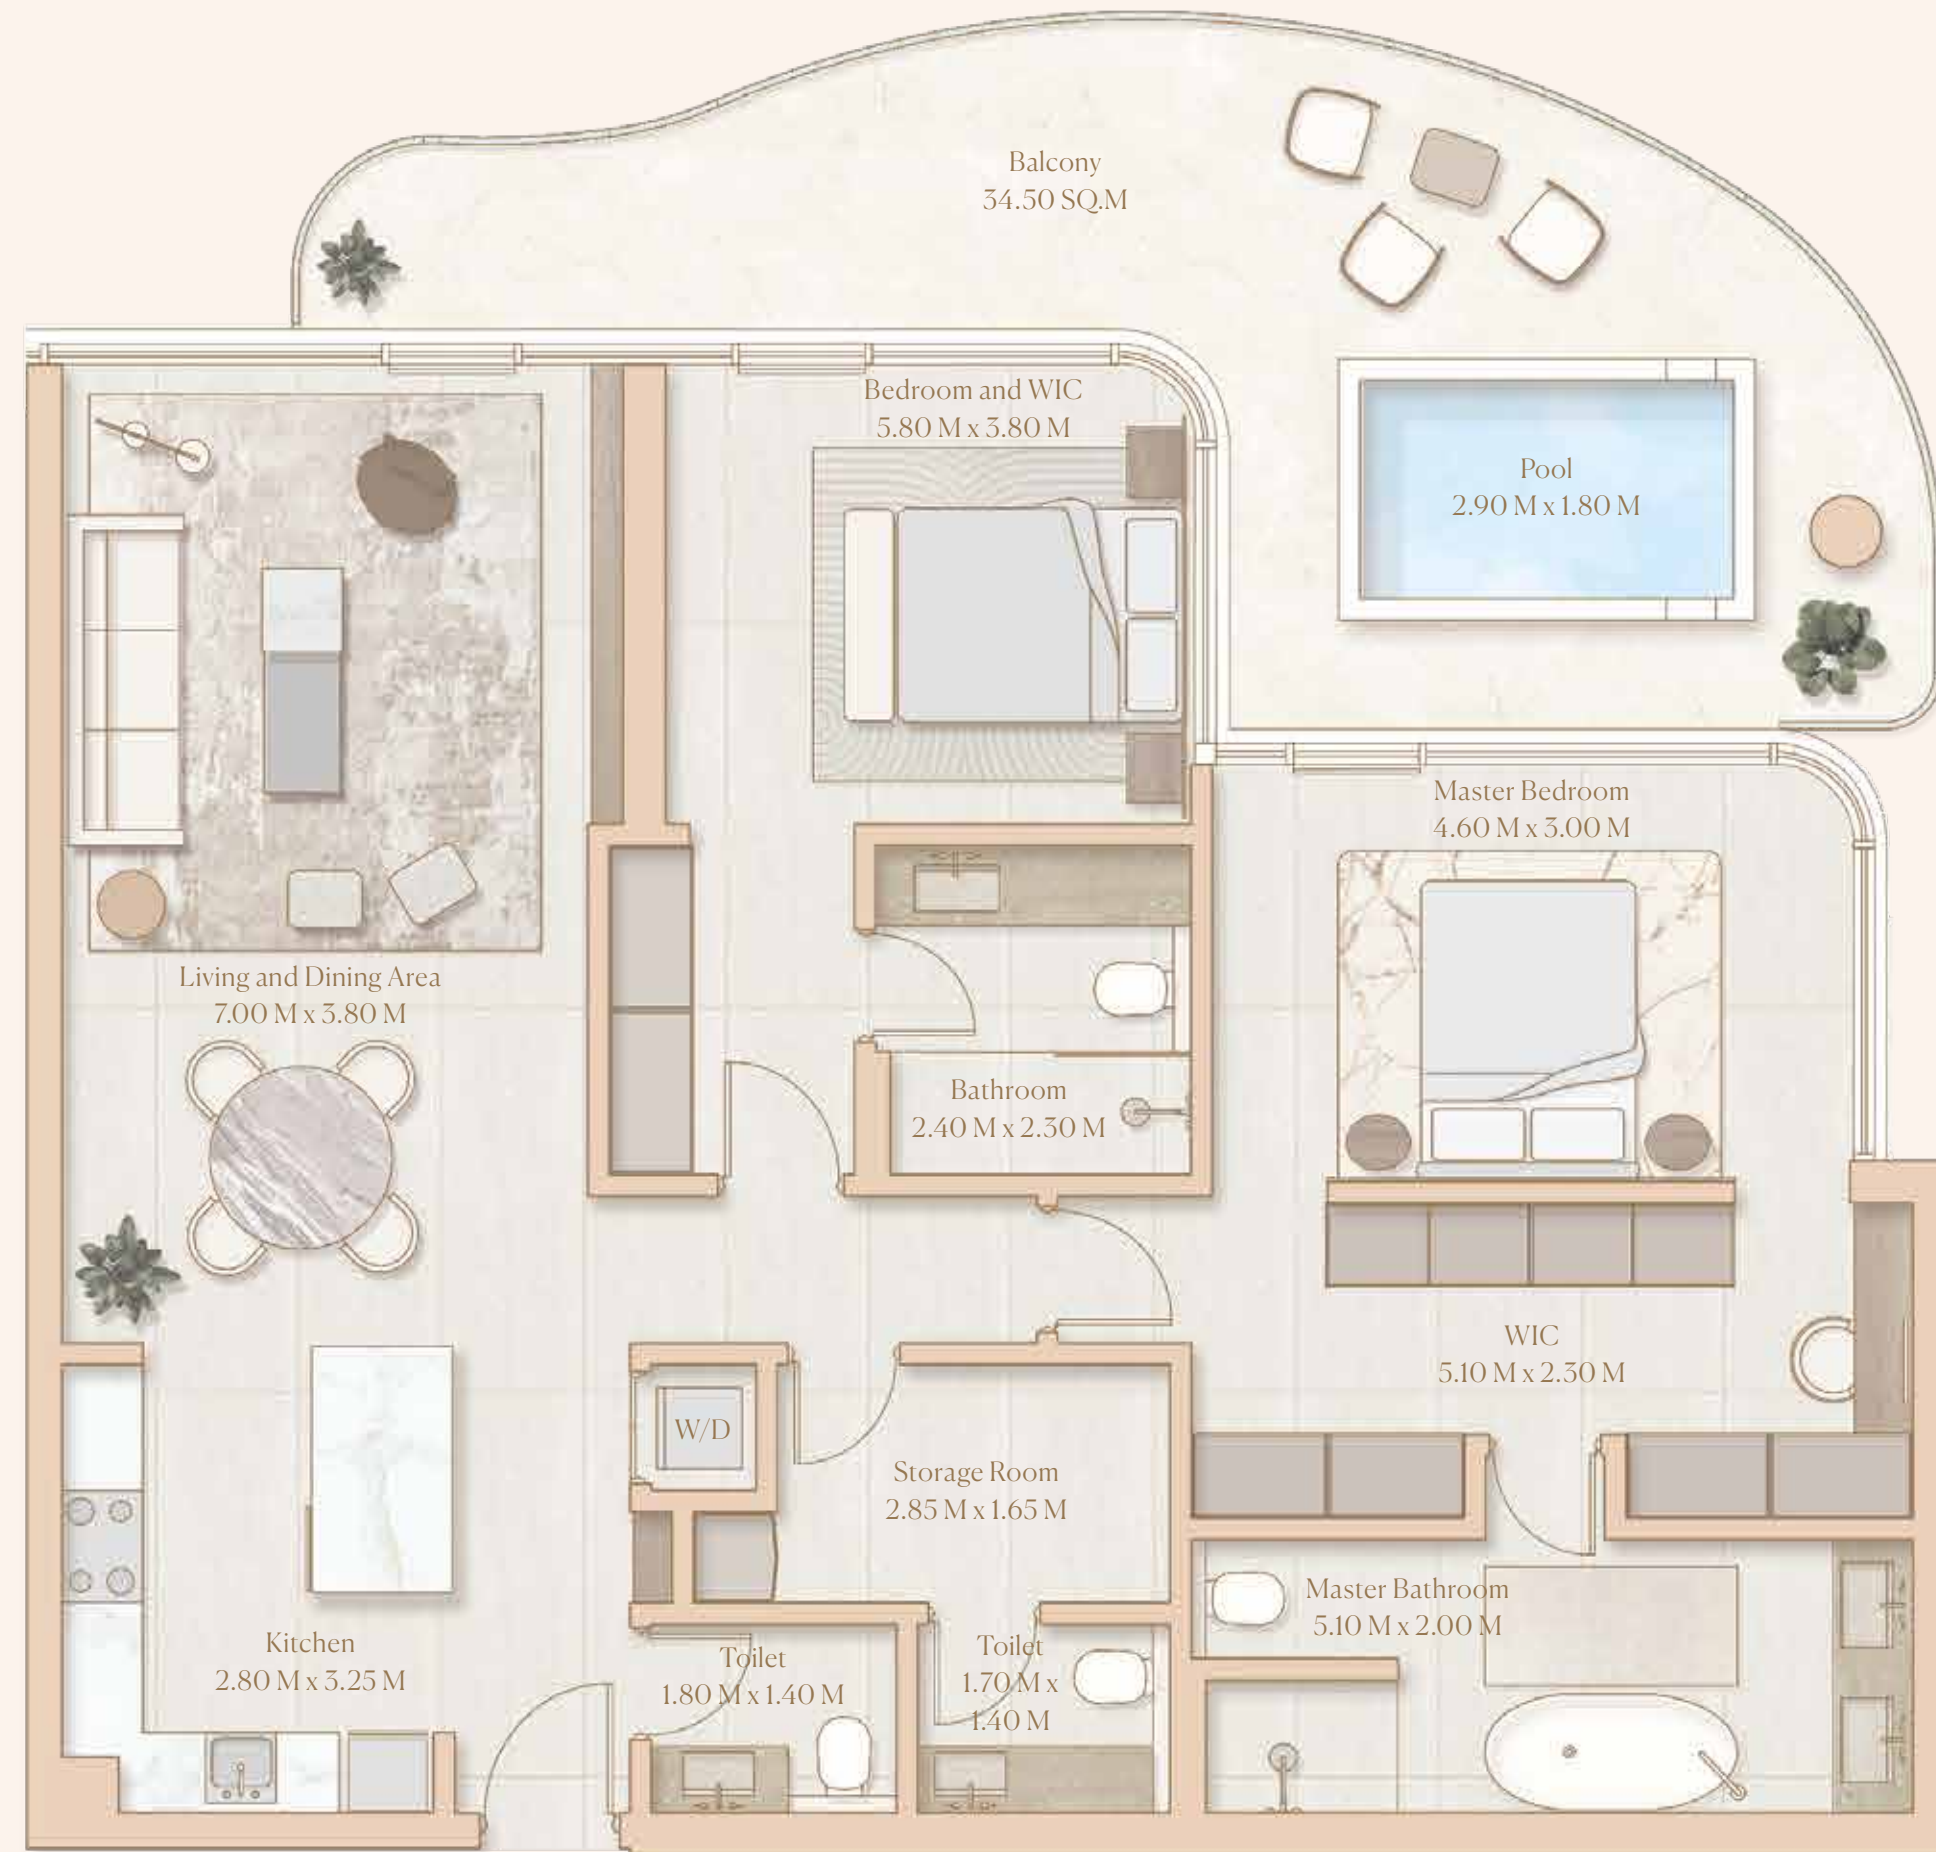 Balcony
34.50 SQ.M
Bedroom and WIC
5.80 M x 3.80 M
Pool
2.90 M x 1.80 M
Master Bedroom
4.60 M x 3.00 M
Living and Dining Area
7.00 M x 3.80 M
Bathroom
2.40 M x 2.30 M
WIC
5.10 M x 2.30 M
W/D
Storage Room
2.85 M x 1.65 M
Master Bathroom
5.10 M x 2.00 M
Kitchen
2.80 M x 3.25 M
Toilet
1.80 M x 1.40 M
Toilet
1.70 M x
1.40 M